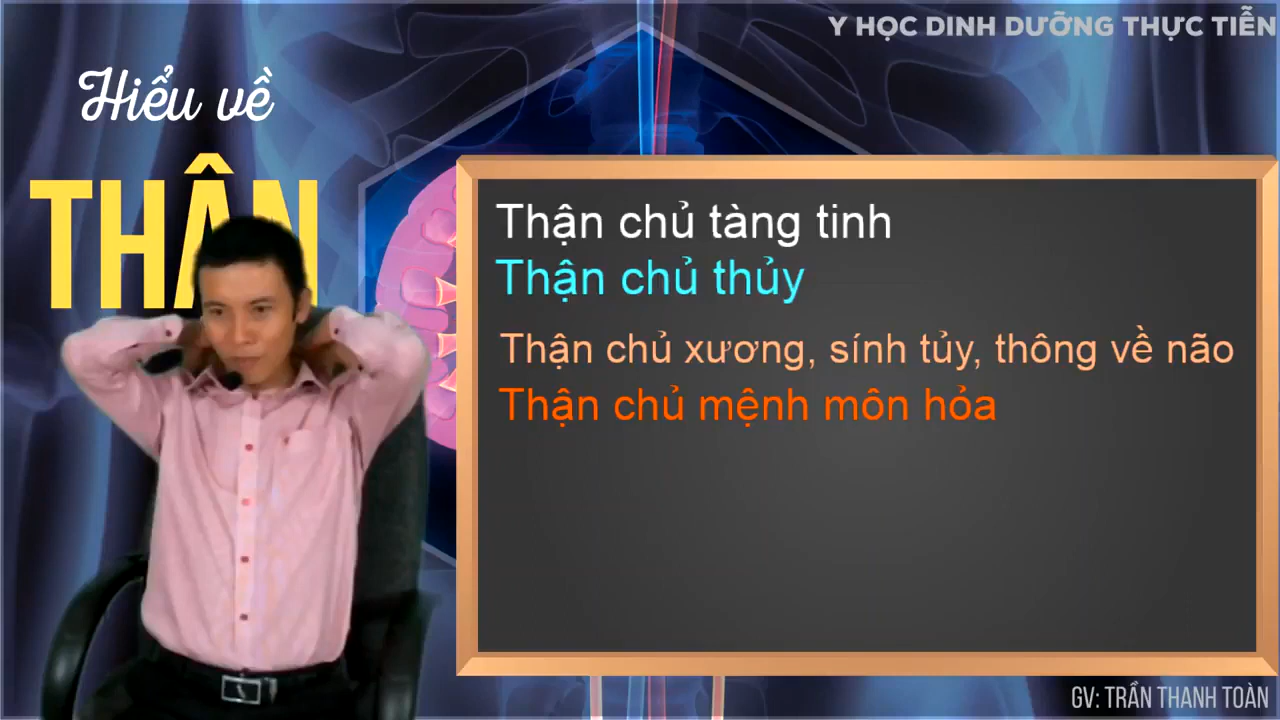 Y HỌC DINH DƯỠNG THỰC TIỄN
Hiểu về
THẬN
Thận chủ tàng tinh
Thận chủ thủy
Thận chủ xương, sính tủy, thông về não
Thận chủ mệnh môn hỏa
GV: TRẦN THANH TOÀN